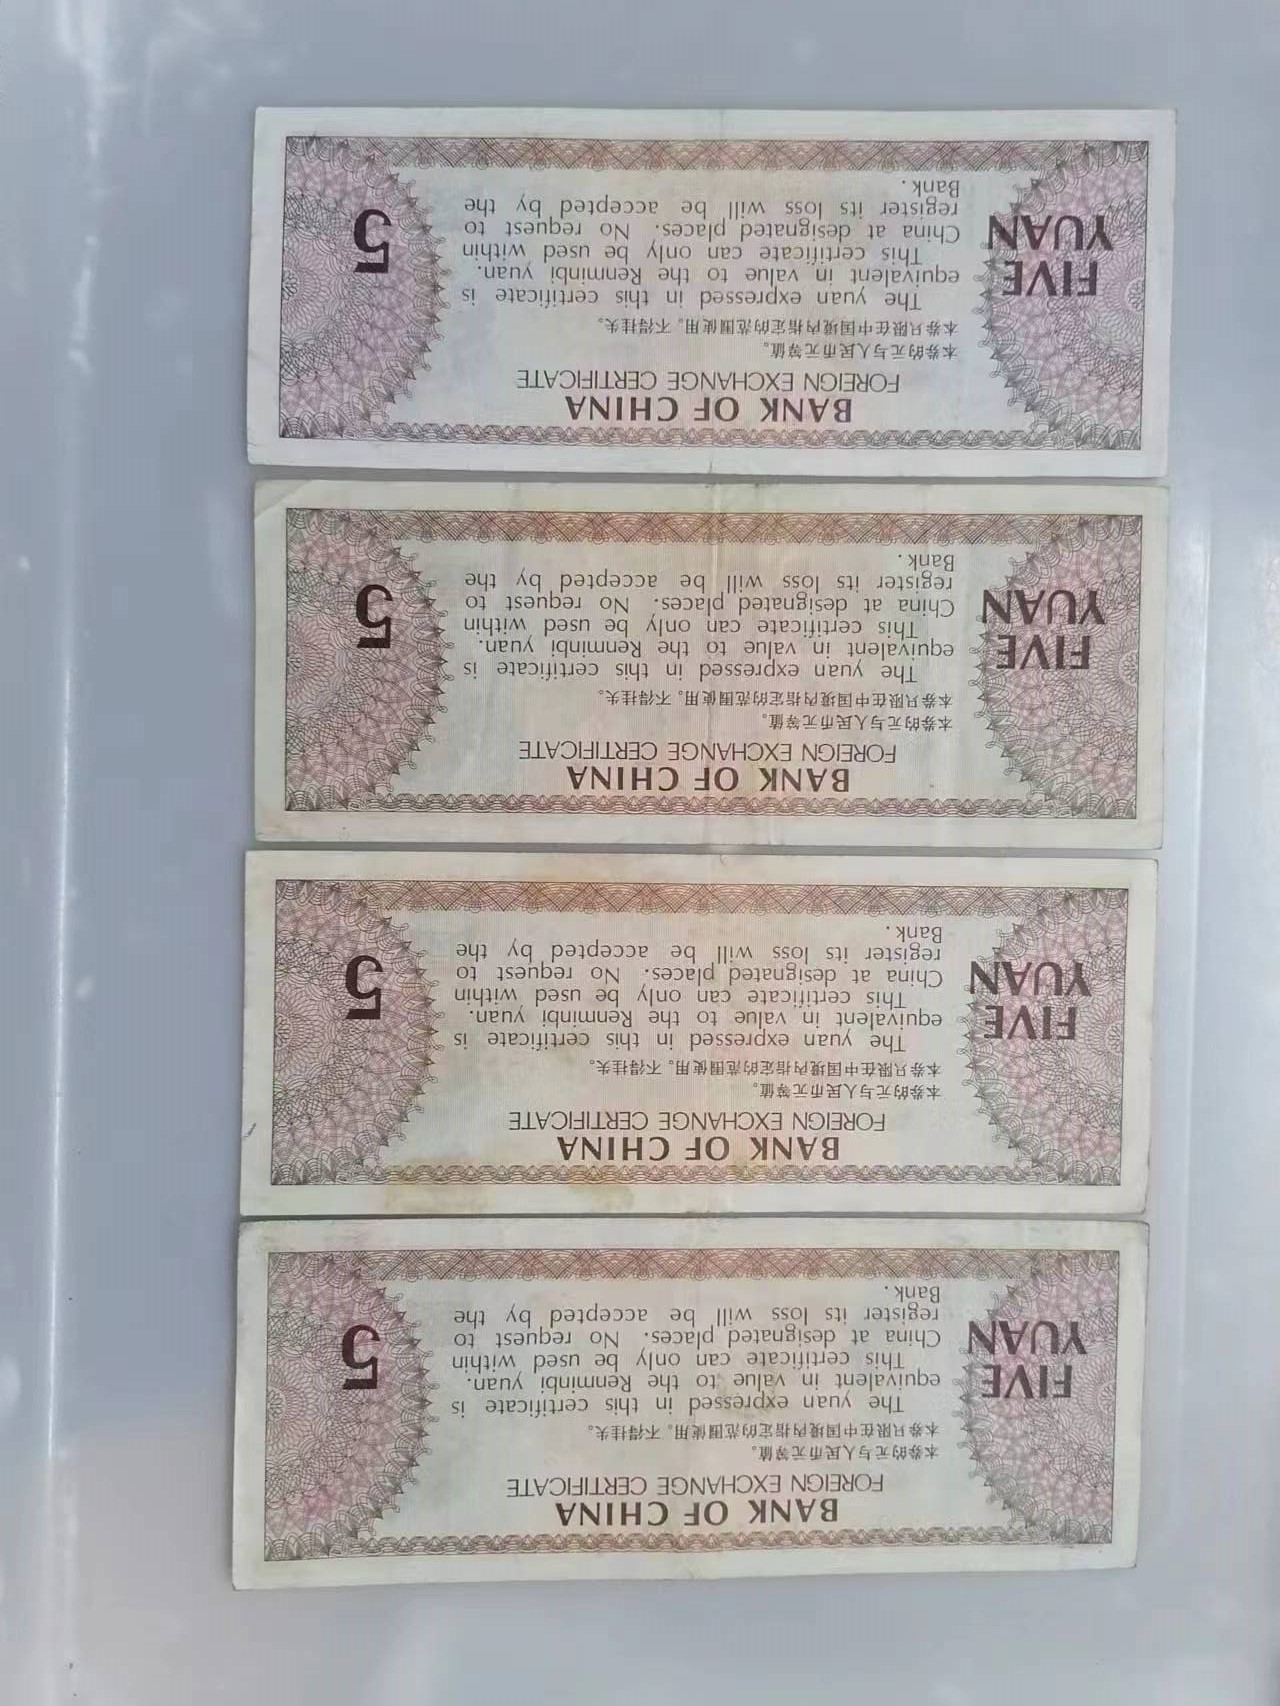 BANK OF CHINA
FOREIGN EXCHANGE CERTIFICATE
本券的元与人民币元等值。
本券只限在中国境内指定的范围使用。不得挂失。
The yuan expressed in this certificate is
equivalent in value to the Renminbi yuan.
This certificate can only be used within
China at designated places. No request to
register its loss will be accepted by the
Bank.
FIVE
YUAN
5
BANK OF CHINA
FOREIGN EXCHANGE CERTIFICATE
本券的元与人民币元等值。
本券只限在中国境内指定的范围使用。不得挂失。
The yuan expressed in this certificate is
equivalent in value to the Renminbi yuan.
This certificate can only be used within
China at designated places. No request to
register its loss will be accepted by the
Bank.
FIVE
YUAN
5
BANK OF CHINA
FOREIGN EXCHANGE CERTIFICATE
本券的元与人民币元等值。
本券只限在中国境内指定的范围使用。不得挂失。
The yuan expressed in this certificate is
equivalent in value to the Renminbi yuan.
This certificate can only be used within
China at designated places. No request to
register its loss will be accepted by the
Bank.
FIVE
YUAN
5
BANK OF CHINA
FOREIGN EXCHANGE CERTIFICATE
本券的元与人民币元等值。
本券只限在中国境内指定的范围使用。不得挂失。
The yuan expressed in this certificate is
equivalent in value to the Renminbi yuan.
This certificate can only be used within
China at designated places. No request to
register its loss will be accepted by the
Bank.
FIVE
YUAN
5